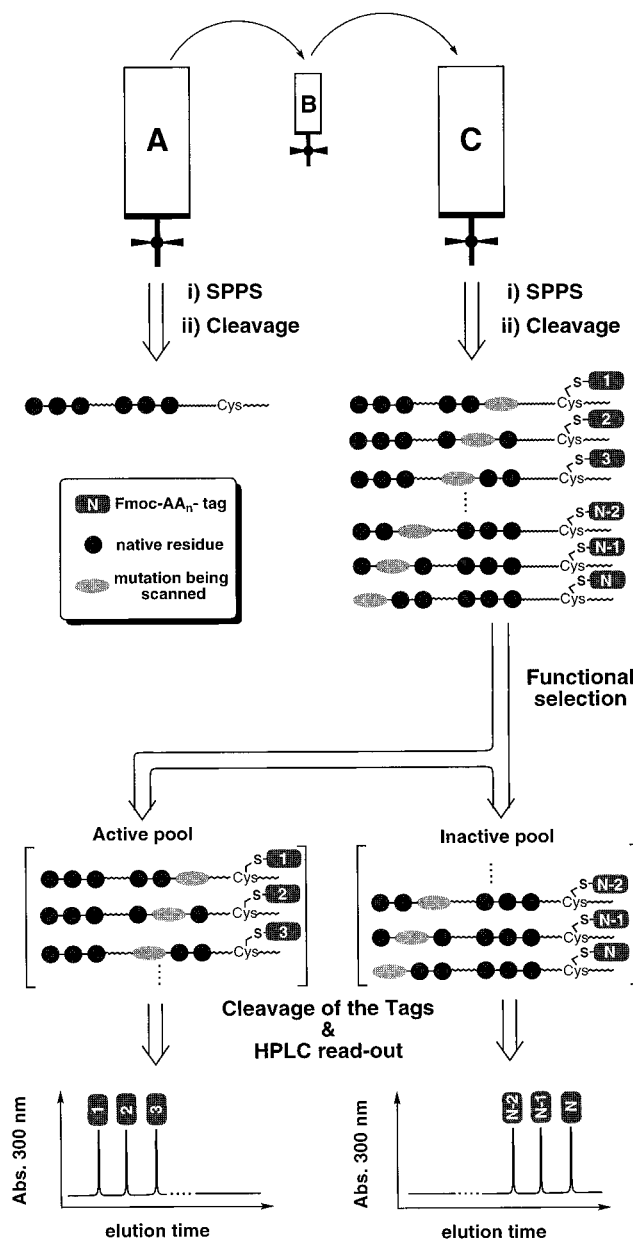 A
B
C
i) SPPS
ii) Cleavage
i) SPPS
ii) Cleavage
Cys
S 1
Cys
S 2
Cys
S 3
Cys
S N-2
Cys
S N-1
Cys
S N
Cys
N Fmoc-AAn- tag
native residue
mutation being
scanned
Functional
selection
Active pool
S 1
Cys
S 2
Cys
S 3
Cys
Inactive pool
S N-2
Cys
S N-1
Cys
S N
Cys
Cleavage of the Tags
&
HPLC read-out
Abs. 300 nm
1
2
3
elution time
Abs. 300 nm
N-2
N-1
N
elution time